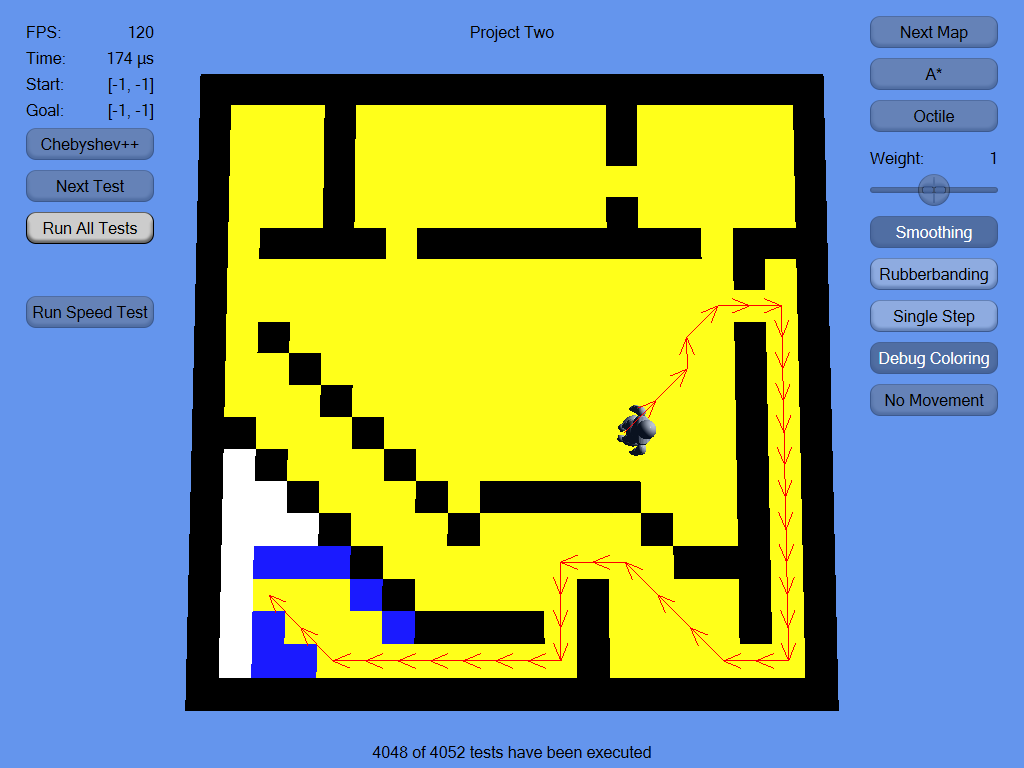 FPS: 120
Time: 174 µs
Start: [-1, -1]
Goal: [-1, -1]
Chebyshev++
Next Test
Run All Tests
Run Speed Test
Project Two
Next Map
A*
Octile
Weight: 1
Smoothing
Rubberbanding
Single Step
Debug Coloring
No Movement
4048 of 4052 tests have been executed